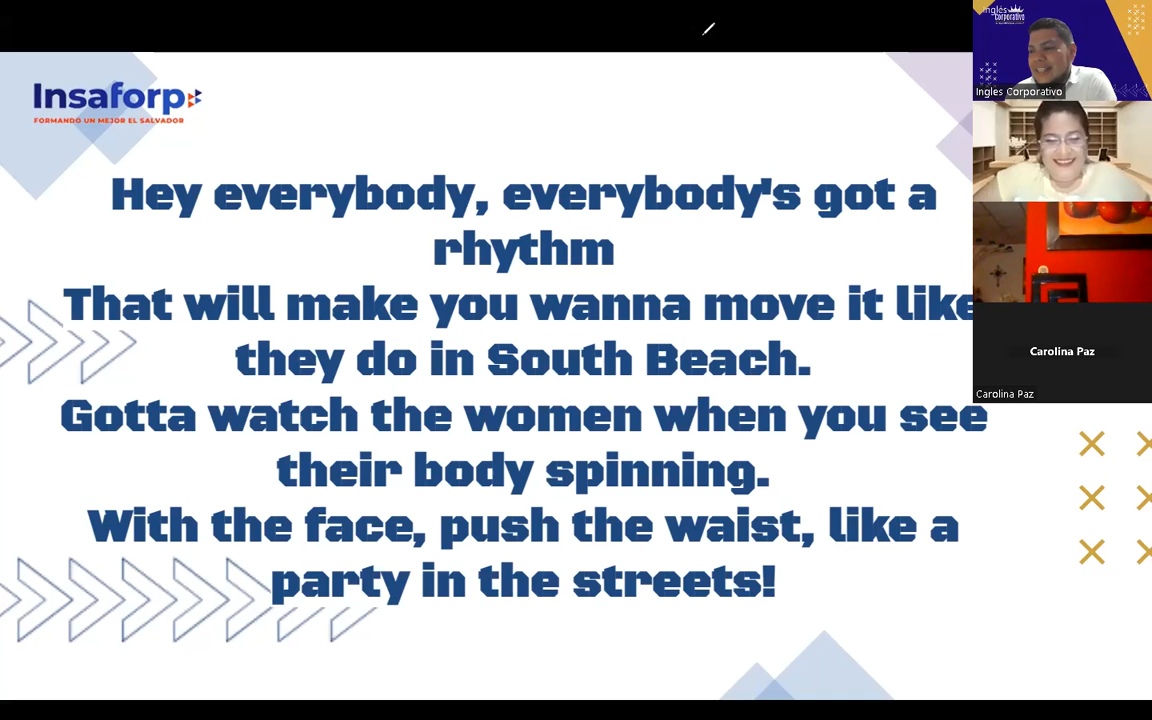 Insaforp
FORMANDO UN MEJOR EL SALVADOR
Hey everybody, everybody's got a
rhythm
That will make you wanna move it like
they do in South Beach.
Gotta watch the women when you see
their body spinning.
With the face, push the waist, like a
party in the streets!
Inglés
corporativo
Ingles Corporativo
Carolina Paz
Carolina Paz